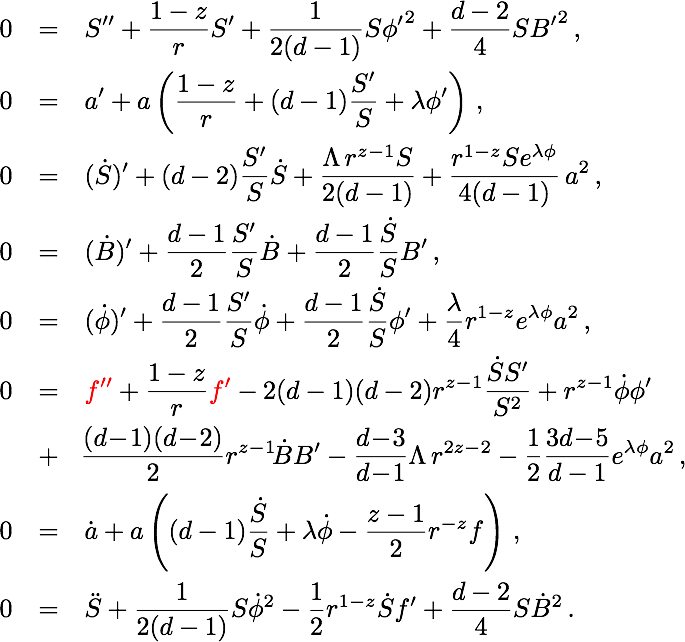 $0 = S'' + \frac{1-z}{r} S' + \frac{1}{2(d-1)} S {\phi'}^2 + \frac{d-2}{4} S {B'}^2 \, ,$
$0 = a' + a \left( \frac{1-z}{r} + (d-1) \frac{S'}{S} + \lambda \phi' \right) \, ,$
$0 = (\dot{S})' + (d-2) \frac{S'}{S} \dot{S} + \frac{\Lambda \, r^{z-1} S}{2(d-1)} + \frac{r^{1-z} S e^{\lambda \phi}}{4(d-1)} \, a^2 \, ,$
$0 = (\dot{B})' + \frac{d-1}{2} \frac{S'}{S} \dot{B} + \frac{d-1}{2} \frac{\dot{S}}{S} B' \, ,$
$0 = (\dot{\phi})' + \frac{d-1}{2} \frac{S'}{S} \dot{\phi} + \frac{d-1}{2} \frac{\dot{S}}{S} \phi' + \frac{\lambda}{4} r^{1-z} e^{\lambda \phi} a^2 \, ,$
$0 = f'' + \frac{1-z}{r} f' - 2(d-1)(d-2) r^{z-1} \frac{\dot{S} S'}{S^2} + r^{z-1} \dot{\phi} \phi'$
$+ \frac{(d-1)(d-2)}{2} r^{z-1} \dot{B} B' - \frac{d-3}{d-1} \Lambda \, r^{2z-2} - \frac{1}{2} \frac{3d-5}{d-1} e^{\lambda \phi} a^2 \, ,$
$0 = \dot{a} + a \left( (d-1) \frac{\dot{S}}{S} + \lambda \dot{\phi} - \frac{z-1}{2} r^{-z} f \right) \, ,$
$0 = \ddot{S} + \frac{1}{2(d-1)} S \dot{\phi}^2 - \frac{1}{2} r^{1-z} \dot{S} f' + \frac{d-2}{4} S \dot{B}^2 \, .$